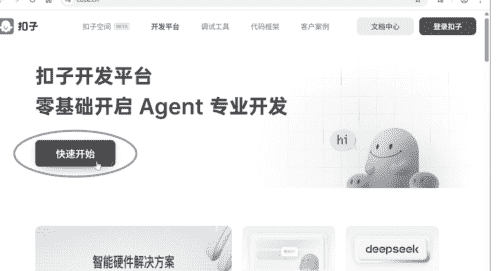 扣子
扣子空间 BETA
开发平台
调试工具
代码框架
客户案例
文档中心
登录扣子
扣子开发平台
零基础开启 Agent 专业开发
hi
快速开始
智能硬件解决方案
deepseek